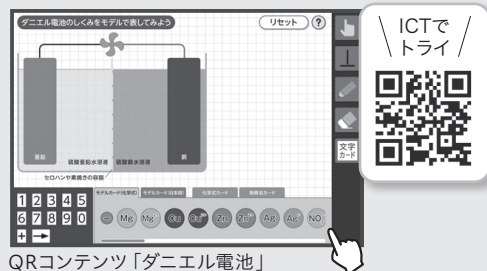 ダニエル電池のしくみをモデルで表してみよう
リセット
?
ICTで
トライ
亜鉛
硫酸亜鉛水溶液
硫酸銅水溶液
銅
セロハンや素焼きの容器
文字
カード
モデルカード(化学式)
モデルカード(日本語)
化学式カード
物質名カード
1 2 3 4 5
6 7 8 9 0
+ →
− Mg Mg²⁺ Cu Cu²⁺ Zn Zn²⁺ Ag Ag⁺ NO
QRコンテンツ「ダニエル電池」